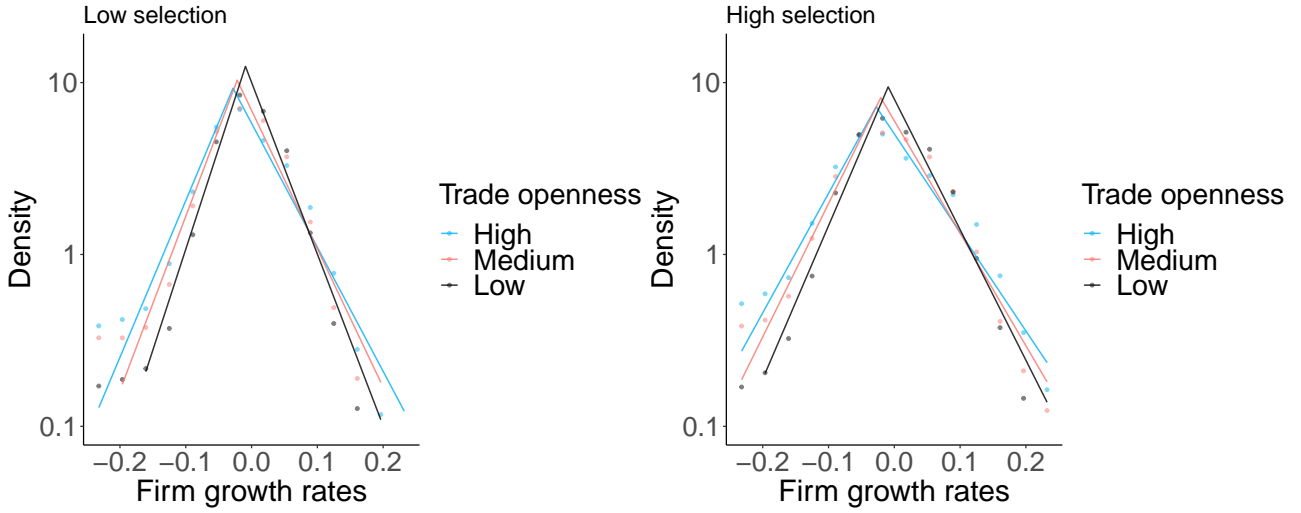 Low selection
10
1
0.1
Density
−0.2 −0.1 0.0 0.1 0.2
Firm growth rates
Trade openness
High
Medium
Low
High selection
10
1
0.1
Density
−0.2 −0.1 0.0 0.1 0.2
Firm growth rates
Trade openness
High
Medium
Low